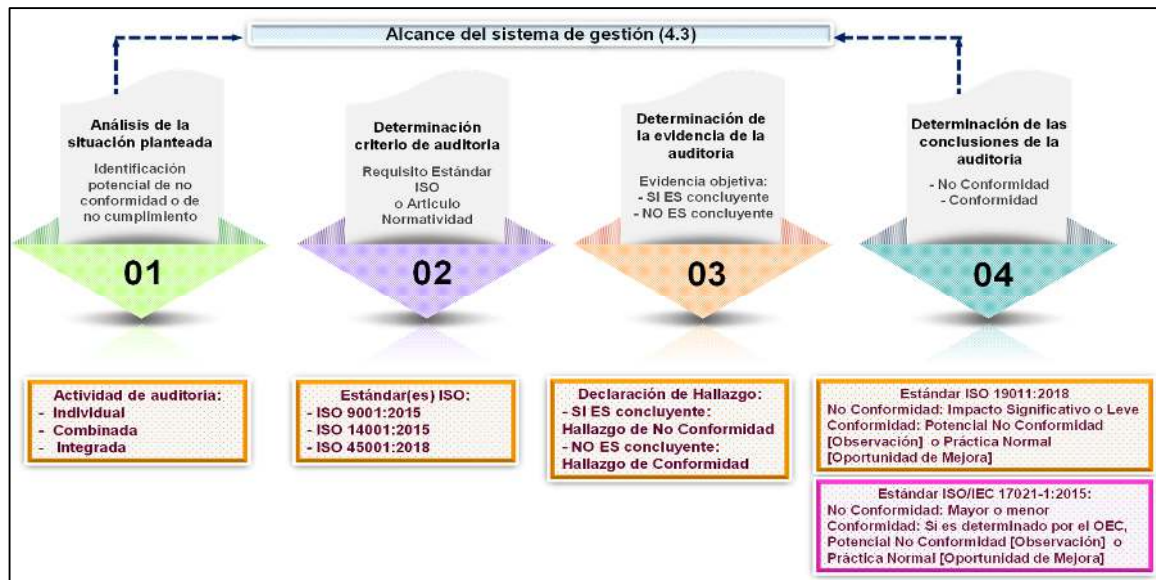 Alcance del sistema de gestión (4.3)
Análisis de la
situación planteada
Identificación
potencial de no
conformidad o de
no cumplimiento
01
Actividad de auditoria:
- Individual
- Combinada
- Integrada
Determinación
criterio de auditoria
Requisito Estándar
ISO
o Articulo
Normatividad
02
Estándar(es) ISO:
- ISO 9001:2015
- ISO 14001:2015
- ISO 45001:2018
Determinación de
la evidencia de la
auditoria
Evidencia objetiva:
- SI ES concluyente
- NO ES concluyente
03
Declaración de Hallazgo:
- SI ES concluyente:
Hallazgo de No Conformidad
- NO ES concluyente:
Hallazgo de Conformidad
Determinación de las
conclusiones de la
auditoria
- No Conformidad
- Conformidad
04
Estándar ISO 19011:2018
No Conformidad: Impacto Significativo o Leve
Conformidad: Potencial No Conformidad
[Observación] o Práctica Normal
[Oportunidad de Mejora]
Estándar ISO/IEC 17021-1:2015:
No Conformidad: Mayor o menor
Conformidad: Si es determinado por el OEC,
Potencial No Conformidad [Observación] o
Práctica Normal [Oportunidad de Mejora]